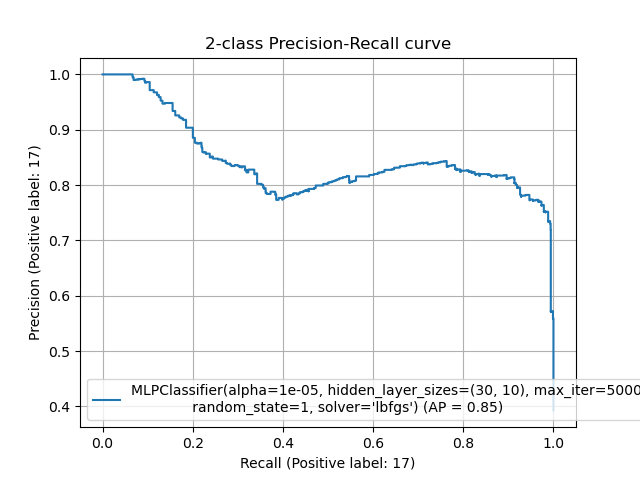 2-class Precision-Recall curve
1.0
0.9
0.8
0.7
0.6
0.5
0.4
Precision (Positive label: 17)
MLPClassifier(alpha=1e-05, hidden_layer_sizes=(30, 10), max_iter=5000
random_state=1, solver='lbfgs') (AP = 0.85)
0.0 0.2 0.4 0.6 0.8 1.0
Recall (Positive label: 17)